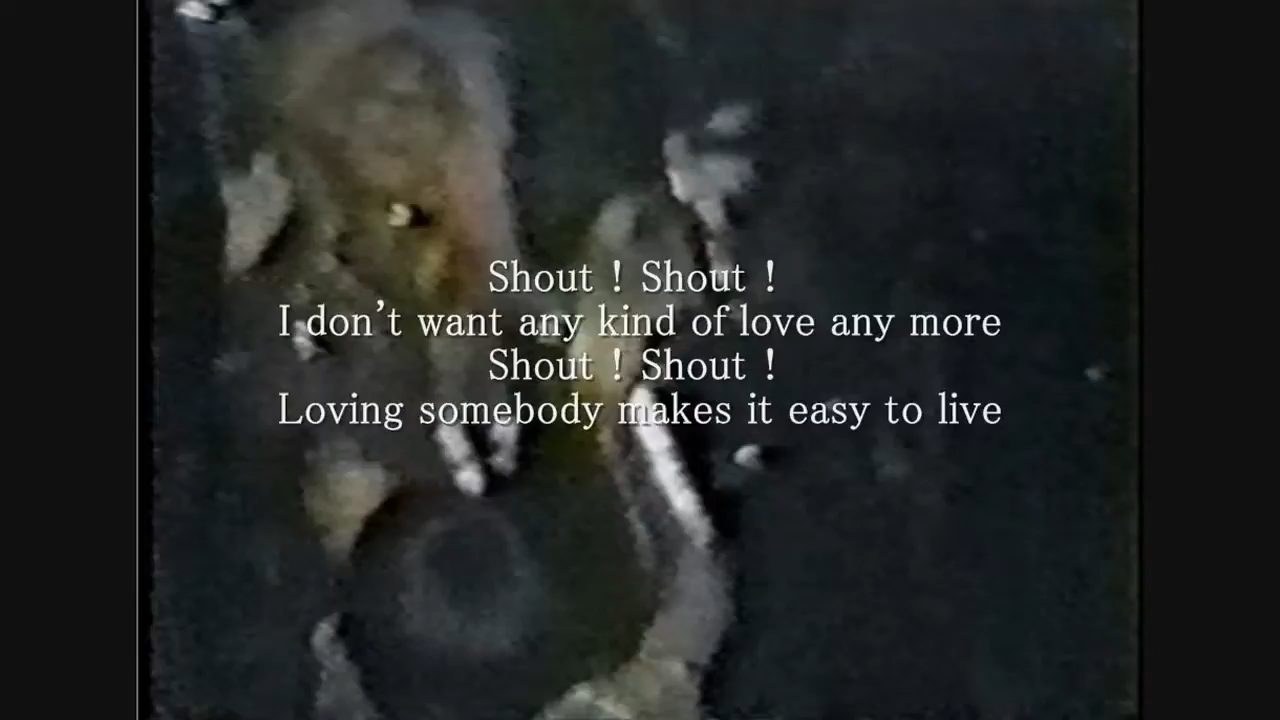 Shout ! Shout !
I don't want any kind of love any more
Shout ! Shout !
Loving somebody makes it easy to live